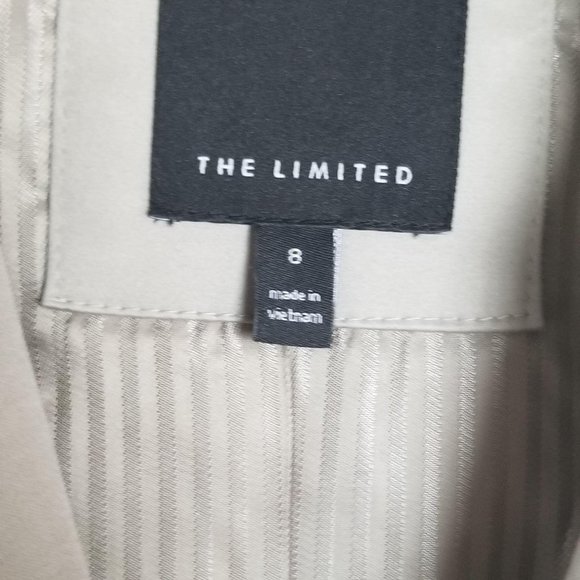 THE LIMITED
8
made in
vietnam